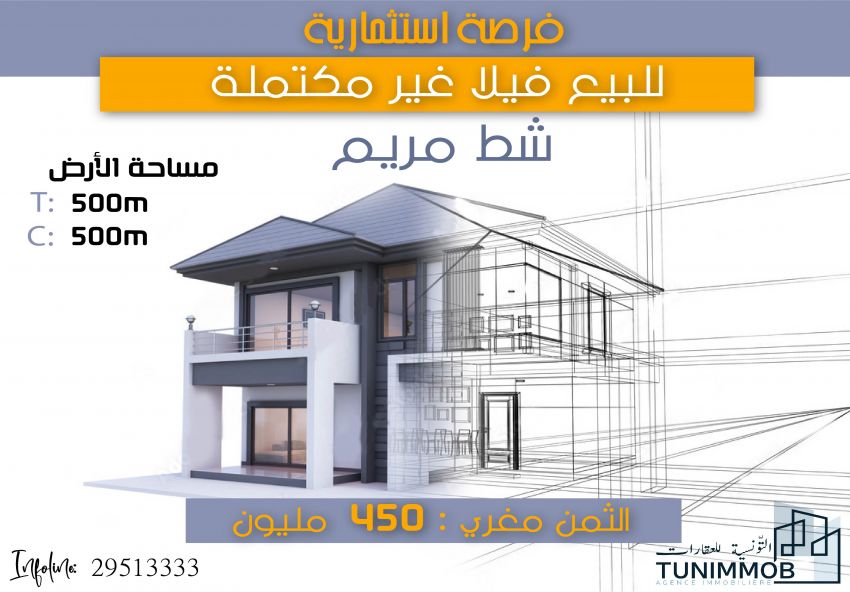 فرصة استثمارية
للبيع فيلا غير مكتملة
شط مريم
مساحة الأرض
T: 500m
C: 500m
الثمن مغري : 450 مليون
Infoline: 29513333
التونسية للعقارات
TUNIMMOB
AGENCE IMMOBILIERE